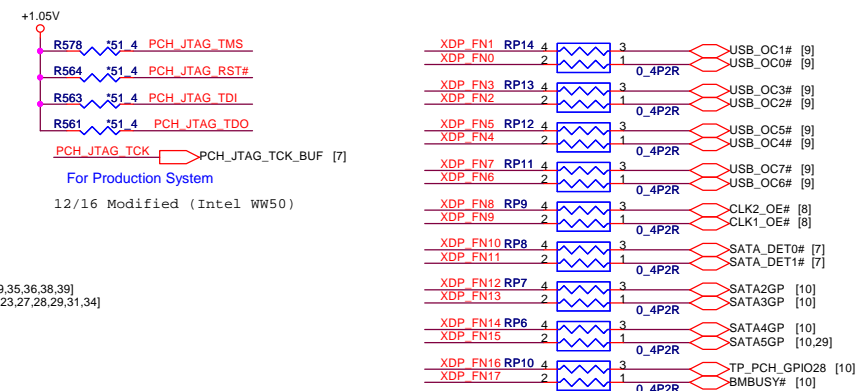 +1.05V
R578 *51_4 PCH_JTAG_TMS
R564 *51_4 PCH_JTAG_RST#
R563 *51_4 PCH_JTAG_TDI
R561 *51_4 PCH_JTAG_TDO
PCH_JTAG_TCK PCH_JTAG_TCK_BUF [7]
For Production System
12/16 Modified (Intel WW50)
9,35,36,38,39]
23,27,28,29,31,34]
XDP_FN1 RP14 4 3 USB_OC1# [9]
XDP_FN0 2 1 USB_OC0# [9]
0_4P2R
XDP_FN3 RP13 4 3 USB_OC3# [9]
XDP_FN2 2 1 USB_OC2# [9]
0_4P2R
XDP_FN5 RP12 4 3 USB_OC5# [9]
XDP_FN4 2 1 USB_OC4# [9]
0_4P2R
XDP_FN7 RP11 4 3 USB_OC7# [9]
XDP_FN6 2 1 USB_OC6# [9]
0_4P2R
XDP_FN8 RP9 4 3 CLK2_OE# [8]
XDP_FN9 2 1 CLK1_OE# [8]
0_4P2R
XDP_FN10 RP8 4 3 SATA_DET0# [7]
XDP_FN11 2 1 SATA_DET1# [7]
0_4P2R
XDP_FN12 RP7 4 3 SATA2GP [10]
XDP_FN13 2 1 SATA3GP [10]
0_4P2R
XDP_FN14 RP6 4 3 SATA4GP [10]
XDP_FN15 2 1 SATA5GP [10,29]
0_4P2R
XDP_FN16 RP10 4 3 TP_PCH_GPIO28 [10]
XDP_FN17 2 1 BMBUSY# [10]
0_4P2R